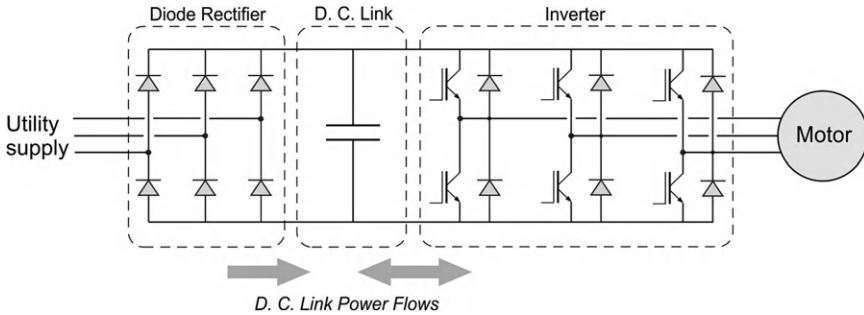 Diode Rectifier
D. C. Link
Inverter
Utility
supply
Motor
D. C. Link Power Flows